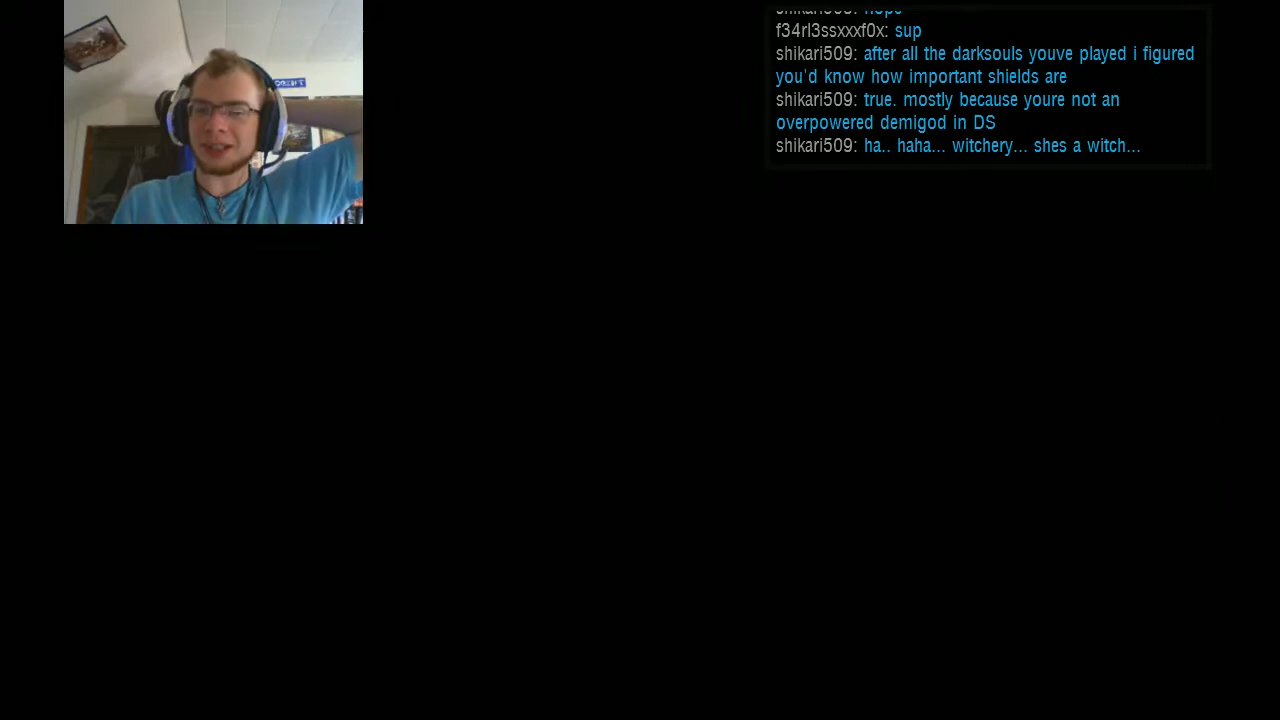 f34rl3ssxxxf0x: sup
shikari509: after all the darksouls youve played i figured
you'd know how important shields are
shikari509: true. mostly because youre not an
overpowered demigod in DS
shikari509: ha.. haha... witchery... shes a witch...